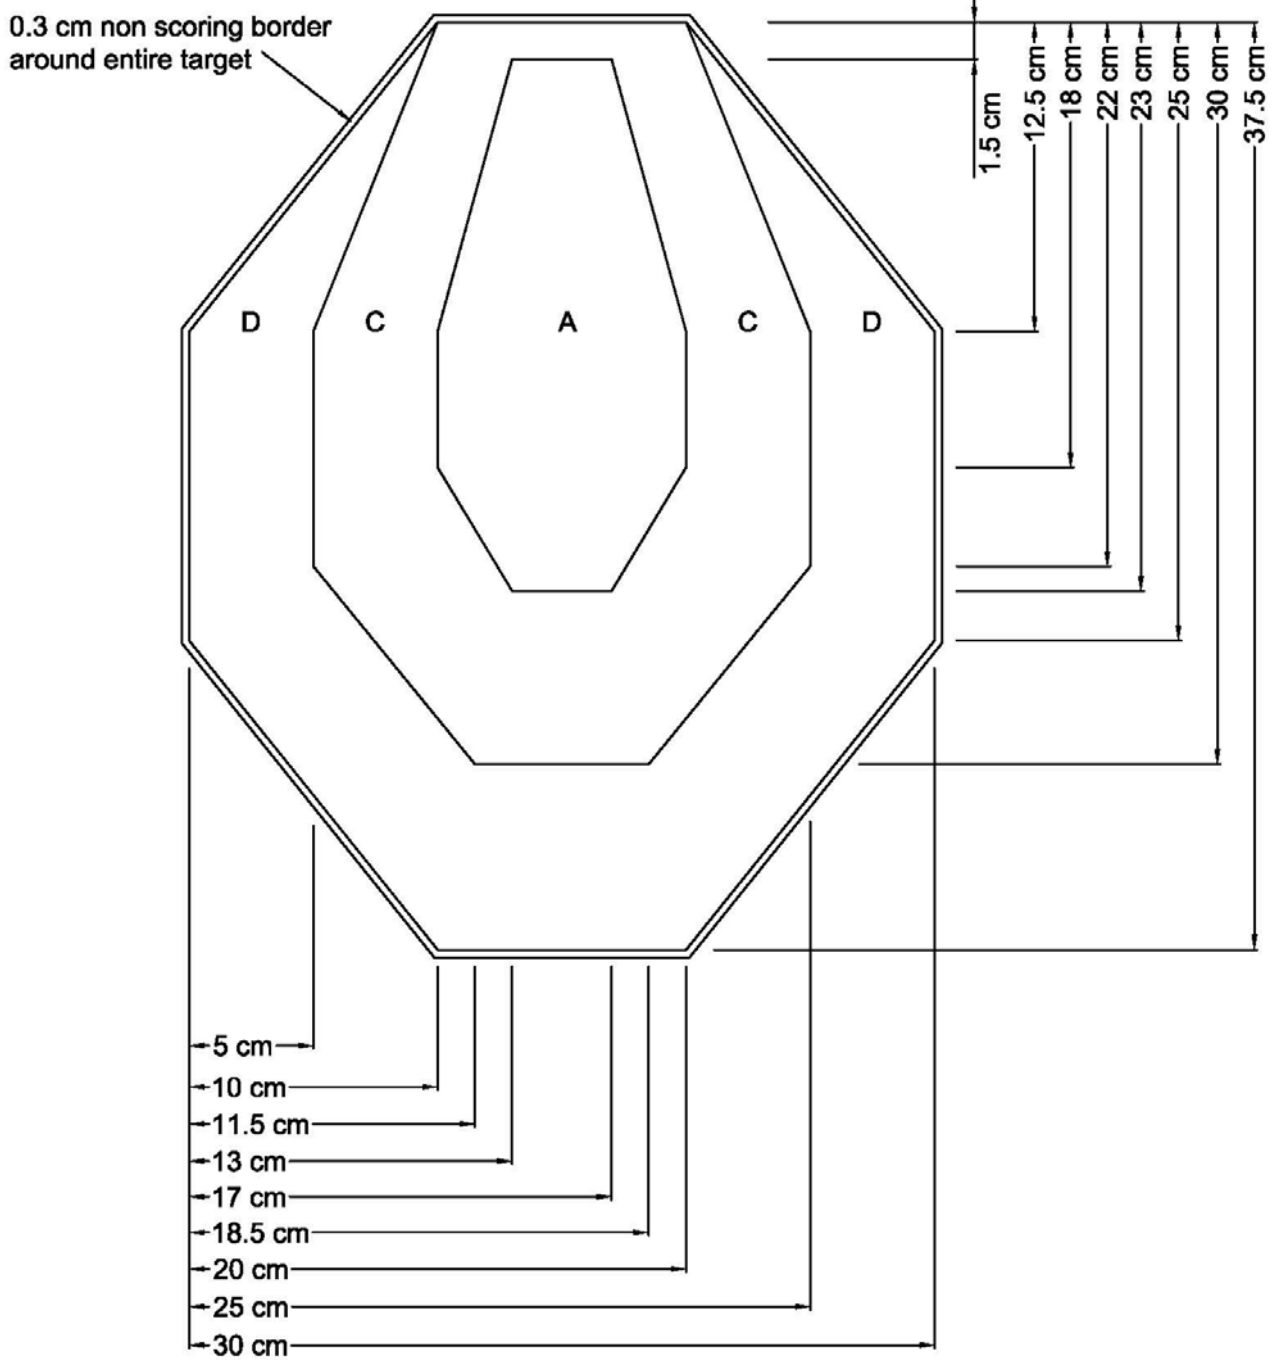 0.3 cm non scoring border
around entire target
1.5 cm
12.5 cm
18 cm
22 cm
23 cm
25 cm
30 cm
37.5 cm
D
C
A
C
D
5 cm
10 cm
11.5 cm
13 cm
17 cm
18.5 cm
20 cm
25 cm
30 cm